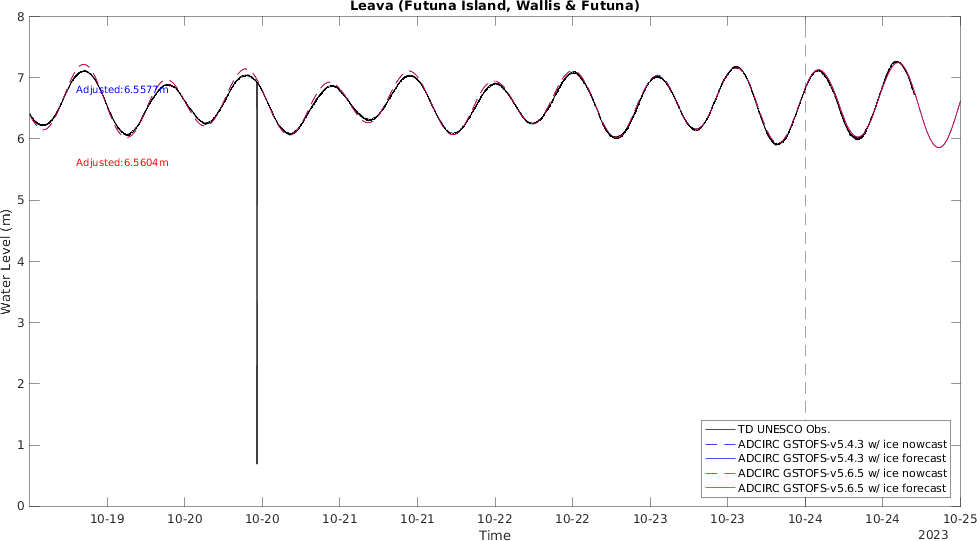 Leava (Futuna Island, Wallis & Futuna)
8
7
6
5
4
3
2
1
0
Water Level (m)
Adjusted:6.5577m
Adjusted:6.5604m
TD UNESCO Obs.
ADCIRC GSTOFS-v5.4.3 w/ ice nowcast
ADCIRC GSTOFS-v5.4.3 w/ ice forecast
ADCIRC GSTOFS-v5.6.5 w/ ice nowcast
ADCIRC GSTOFS-v5.6.5 w/ ice forecast
10-19 10-20 10-20 10-21 10-21 10-22 10-22 10-23 10-23 10-24 10-24 10-25
Time
2023